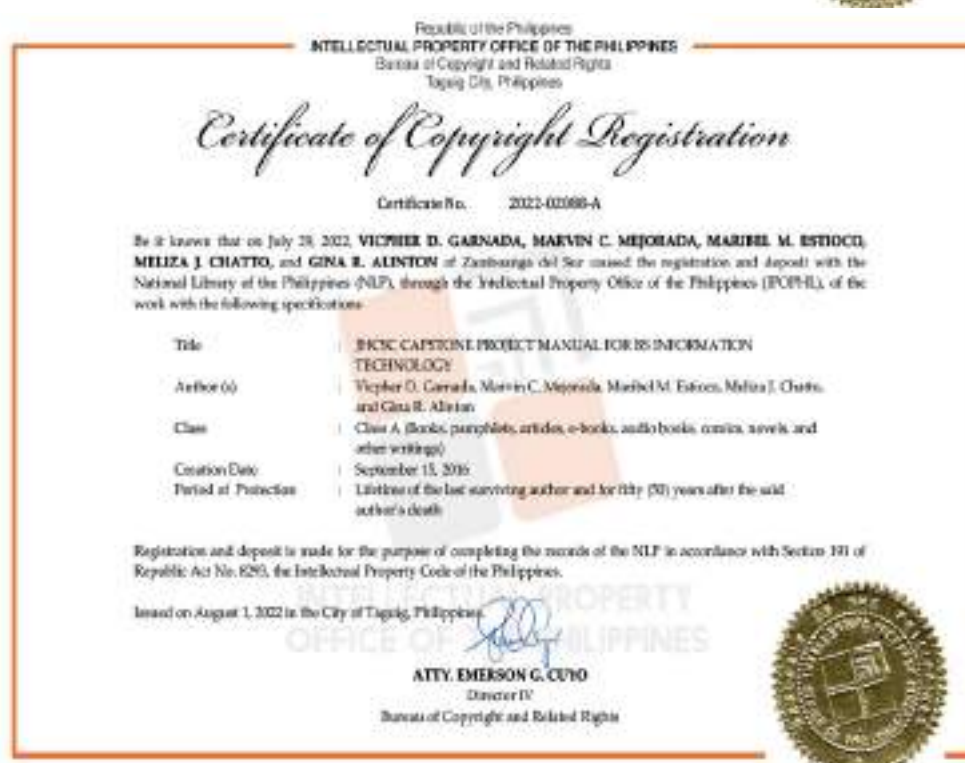 Republic of the Philippines
INTELLECTUAL PROPERTY OFFICE OF THE PHILIPPINES
Bureau of Copyright and Related Rights
Taguig City, Philippines
Certificate of Copyright Registration
Certificate No. 2022-02088-A
Be it known that on July 29, 2022, VICPHER D. GARNADA, MARVIN C. MEJORADA, MARIBEL M. ESTIOCO,
MELIZA J. CHATTO, and GINA R. ALINTON of Zamboanga del Sur caused the registration and deposit with the
National Library of the Philippines (NLP), through the Intellectual Property Office of the Philippines (IPOPHL), of the
work with the following specifications
Title : JHCSC CAPSTONE PROJECT MANUAL FOR BS INFORMATION
TECHNOLOGY
Author (s) : Vicpher D. Garnada, Marvin C. Mejorada, Maribel M. Estioco, Meliza J. Chatto,
and Gina R. Alinton
Class : Class A (Books, pamphlets, articles, e-books, audio books, comics, novels, and
other writings)
Creation Date : September 15, 2016
Period of Protection : Lifetime of the last surviving author and for fifty (50) years after the said
author's death
Registration and deposit is made for the purpose of completing the records of the NLP in accordance with Section 191 of
Republic Act No. 8293, the Intellectual Property Code of the Philippines.
Issued on August 1, 2022 in the City of Taguig, Philippines.
INTELLECTUAL PROPERTY
OFFICE OF PHILIPPINES
ATTY. EMERSON G. CUYO
Director IV
Bureau of Copyright and Related Rights